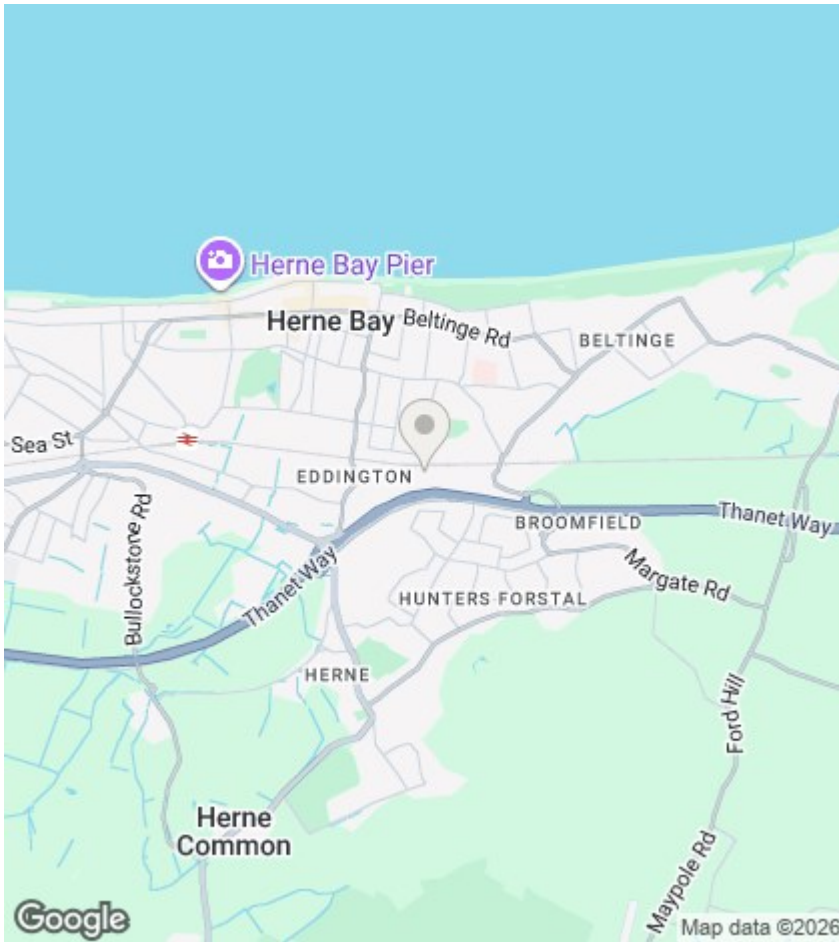 Herne Bay Pier
Herne Bay
Beltinge Rd
BELTINGE
Sea St
EDDINGTON
BROOMFIELD
Thanet Way
Bullockstone Rd
Thanet Way
Margate Rd
HUNTERS FORSTAL
HERNE
Ford Hill
Herne
Common
Maypole Rd
Google
Map data ©2026